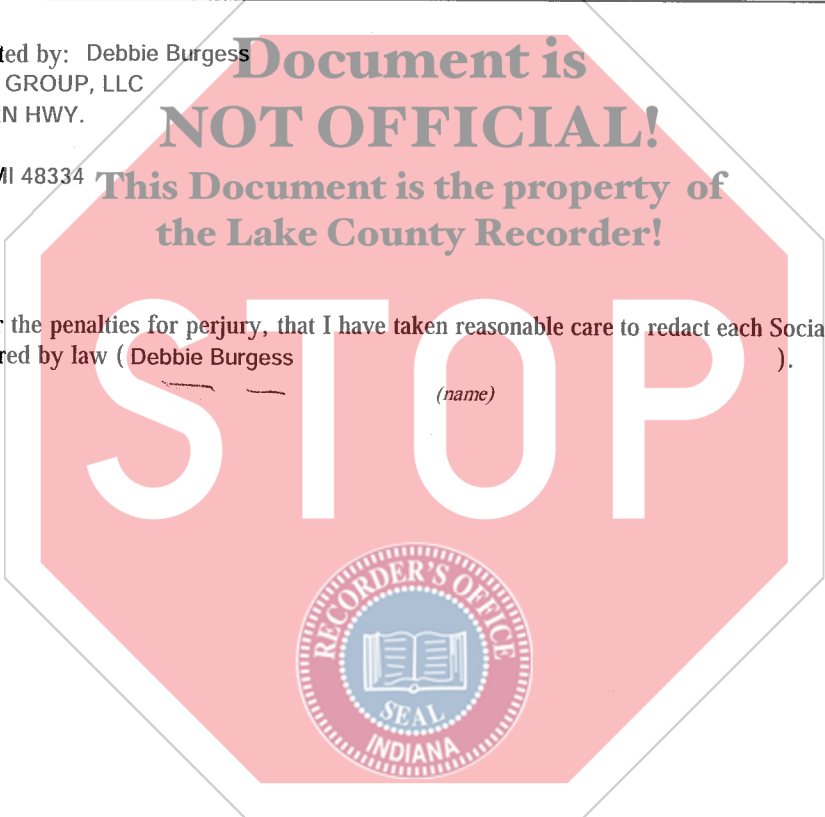 ted by: Debbie Burgess
GROUP, LLC
N HWY.
MI 48334
Document is
NOT OFFICIAL!
This Document is the property of
the Lake County Recorder!
r the penalties for perjury, that I have taken reasonable care to redact each Socia
red by law ( Debbie Burgess ).
(name)
STOP
RECORDER'S OFFICE
SEAL
INDIANA